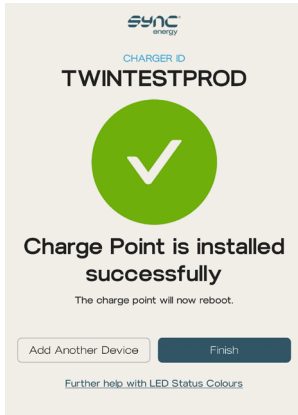 SYNC
energy
CHARGER ID
TWINTESTPROD
Charge Point is installed
successfully
The charge point will now reboot.
Add Another Device
Finish
Further help with LED Status Colours